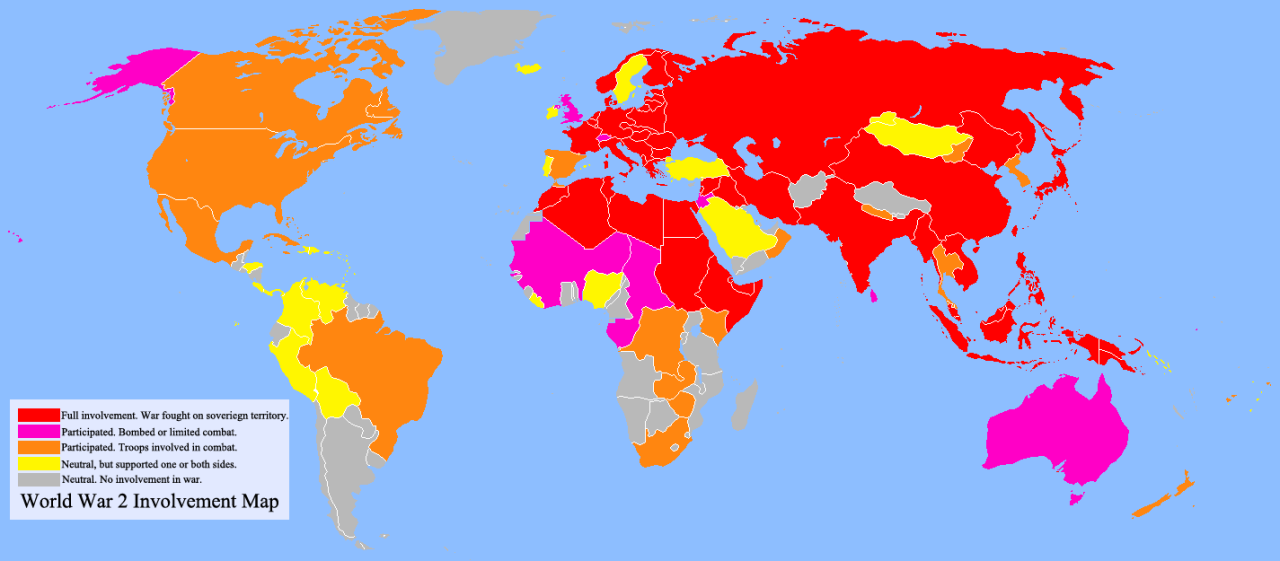 Full involvement. War fought on soveriegn territory.
Participated. Bombed or limited combat.
Participated. Troops involved in combat.
Neutral, but supported one or both sides.
Neutral. No involvement in war.
World War 2 Involvement Map